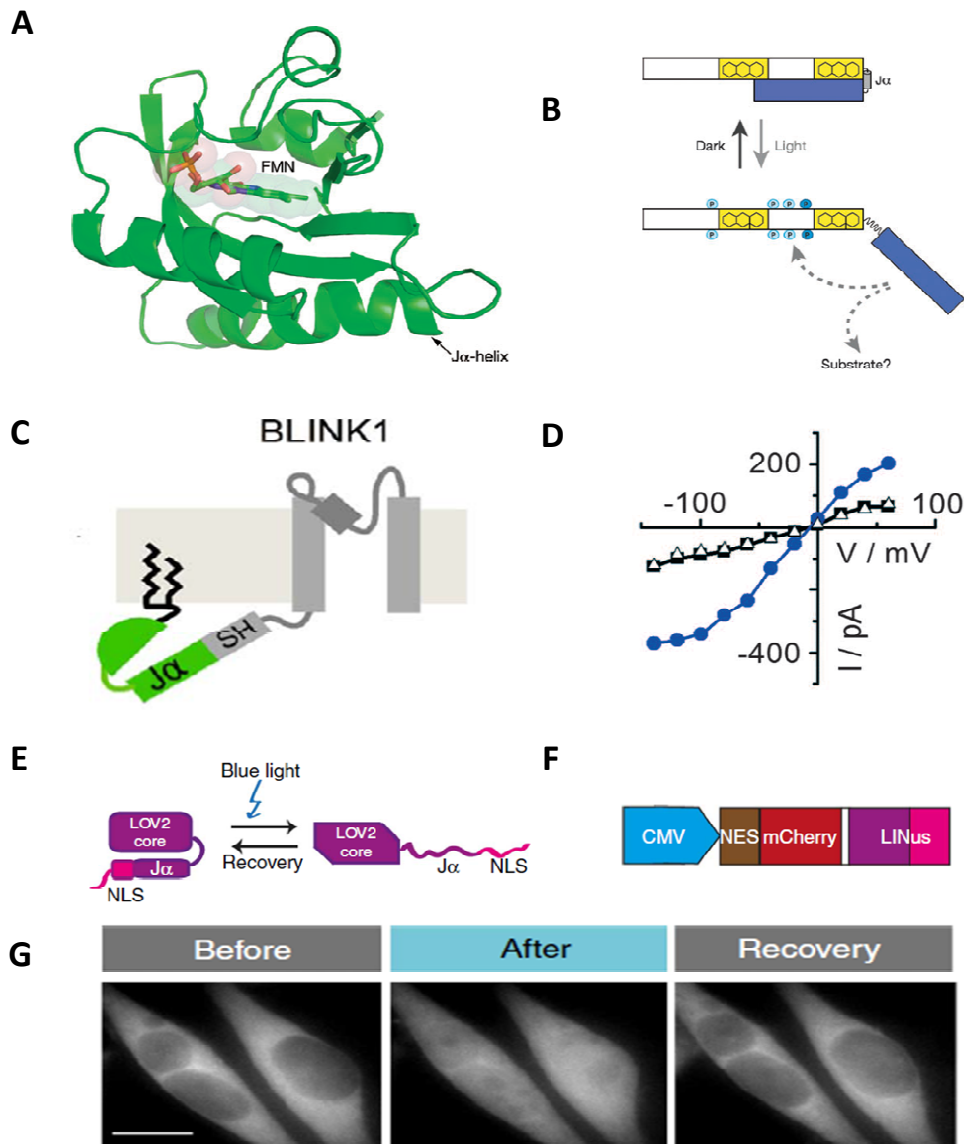 A
FMN
Jα-helix
B
Jα
Dark
Light
P
P
P
P
P
P
P
P
Substrate?
C
BLINK1
Jα
SH
D
200
-100
100
V / mV
-400
I / pA
E
Blue light
LOV2
core
Jα
NLS
Recovery
LOV2
core
Jα
NLS
F
CMV
NES
mCherry
LINus
G
Before
After
Recovery